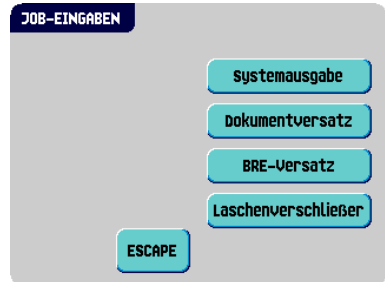 JOB-EINGABEN
Systemausgabe
Dokumentversatz
BRE-Versatz
Laschenverschließer
ESCAPE